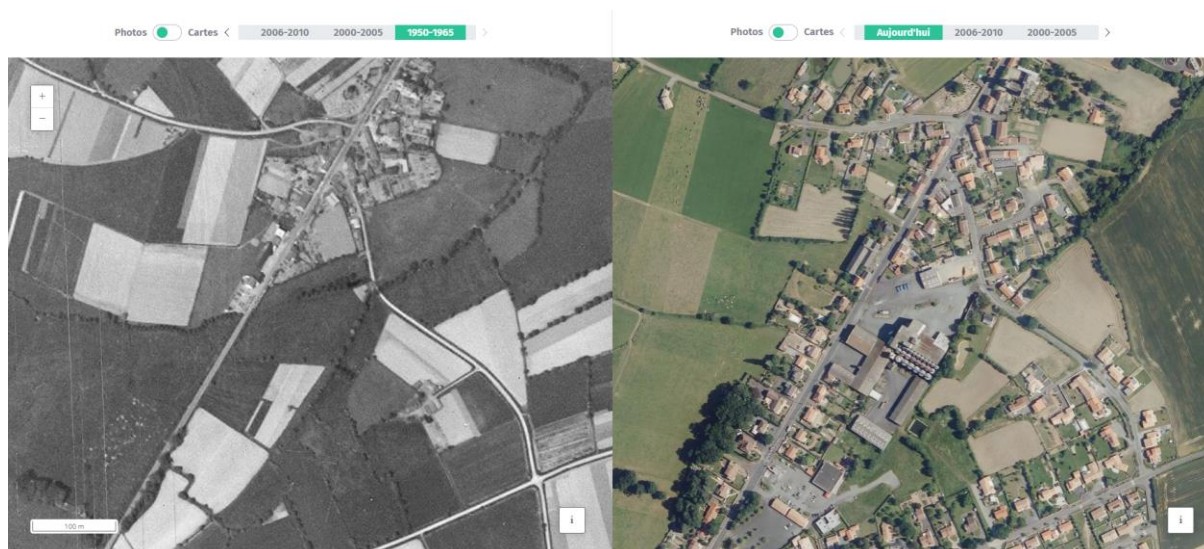 Photos Cartes < 2006-2010 2000-2005 1950-1965 >
Photos Cartes < Aujourd'hui 2006-2010 2000-2005 >
+
−
100 m
i
i